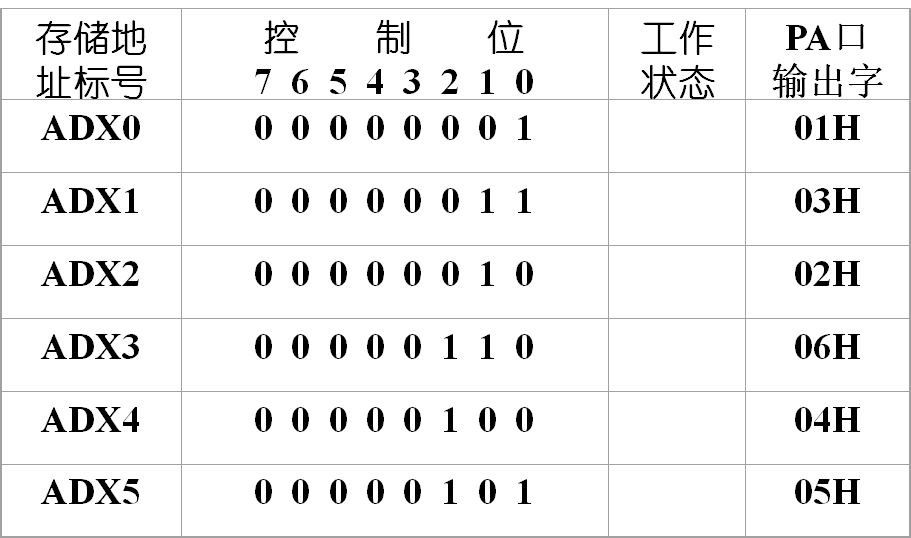 存储地 控 制 位 工作 PA口
址标号 7 6 5 4 3 2 1 0 状态 输出字
ADX0 0 0 0 0 0 0 0 1 01H
ADX1 0 0 0 0 0 0 1 1 03H
ADX2 0 0 0 0 0 0 1 0 02H
ADX3 0 0 0 0 0 1 1 0 06H
ADX4 0 0 0 0 0 1 0 0 04H
ADX5 0 0 0 0 0 1 0 1 05H